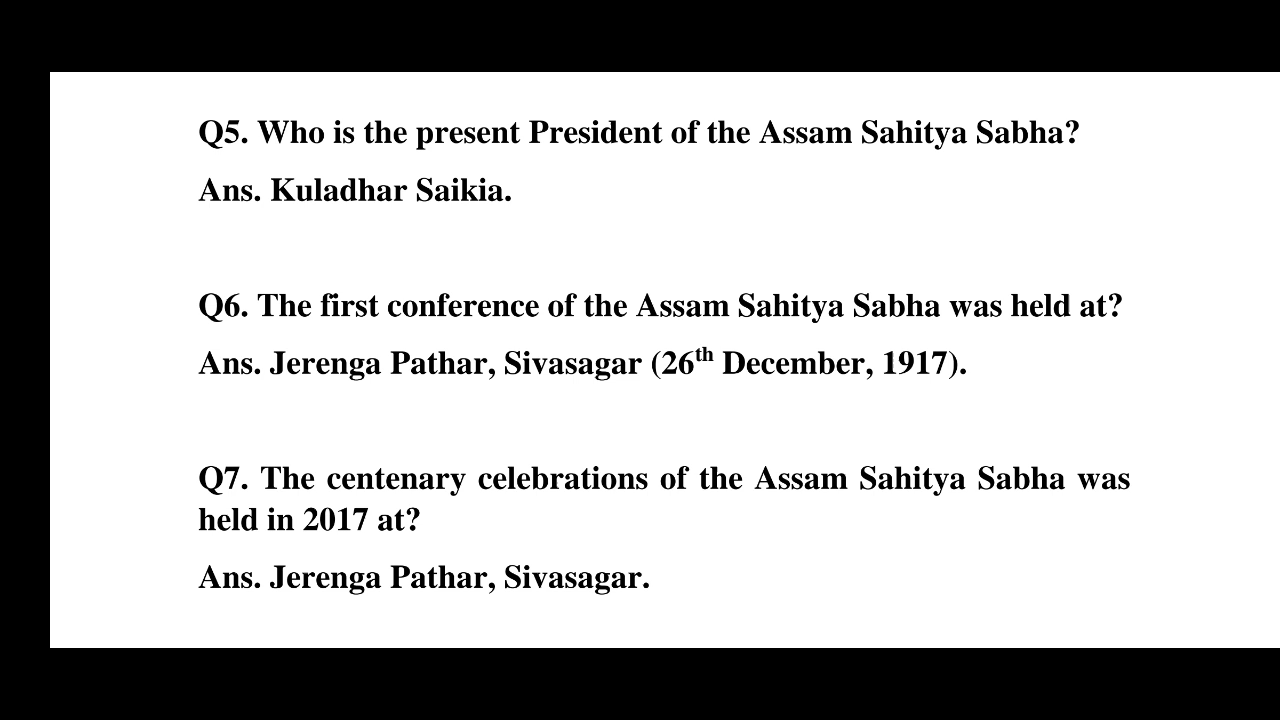 Q5. Who is the present President of the Assam Sahitya Sabha?
Ans. Kuladhar Saikia.
Q6. The first conference of the Assam Sahitya Sabha was held at?
Ans. Jerenga Pathar, Sivasagar (26th December, 1917).
Q7. The centenary celebrations of the Assam Sahitya Sabha was
held in 2017 at?
Ans. Jerenga Pathar, Sivasagar.